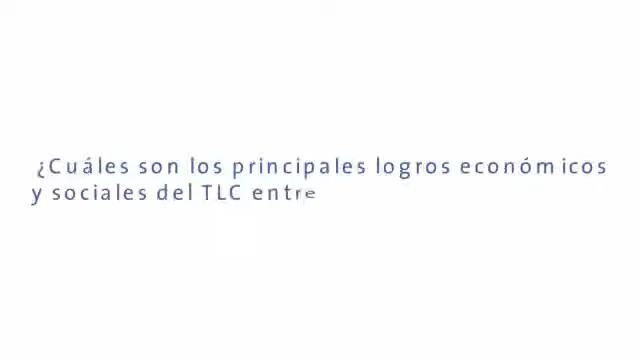 ¿Cuáles son los principales logros económicos
y sociales del TLC entre